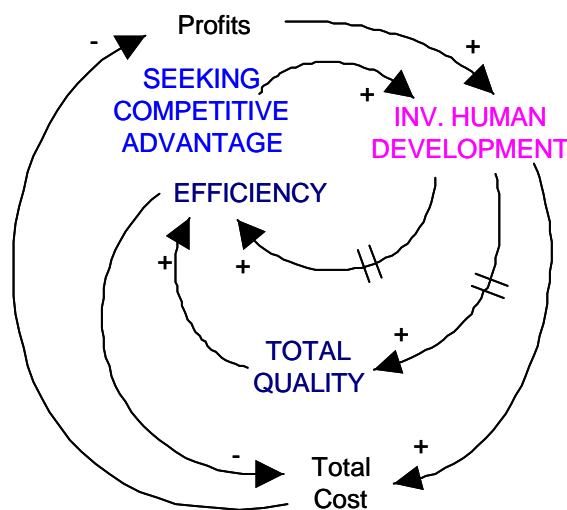 -
Profits
+
SEEKING
COMPETITIVE
ADVANTAGE
+
INV. HUMAN
DEVELOPMENT
EFFICIENCY
+
+
+
TOTAL
QUALITY
-
+
Total
Cost